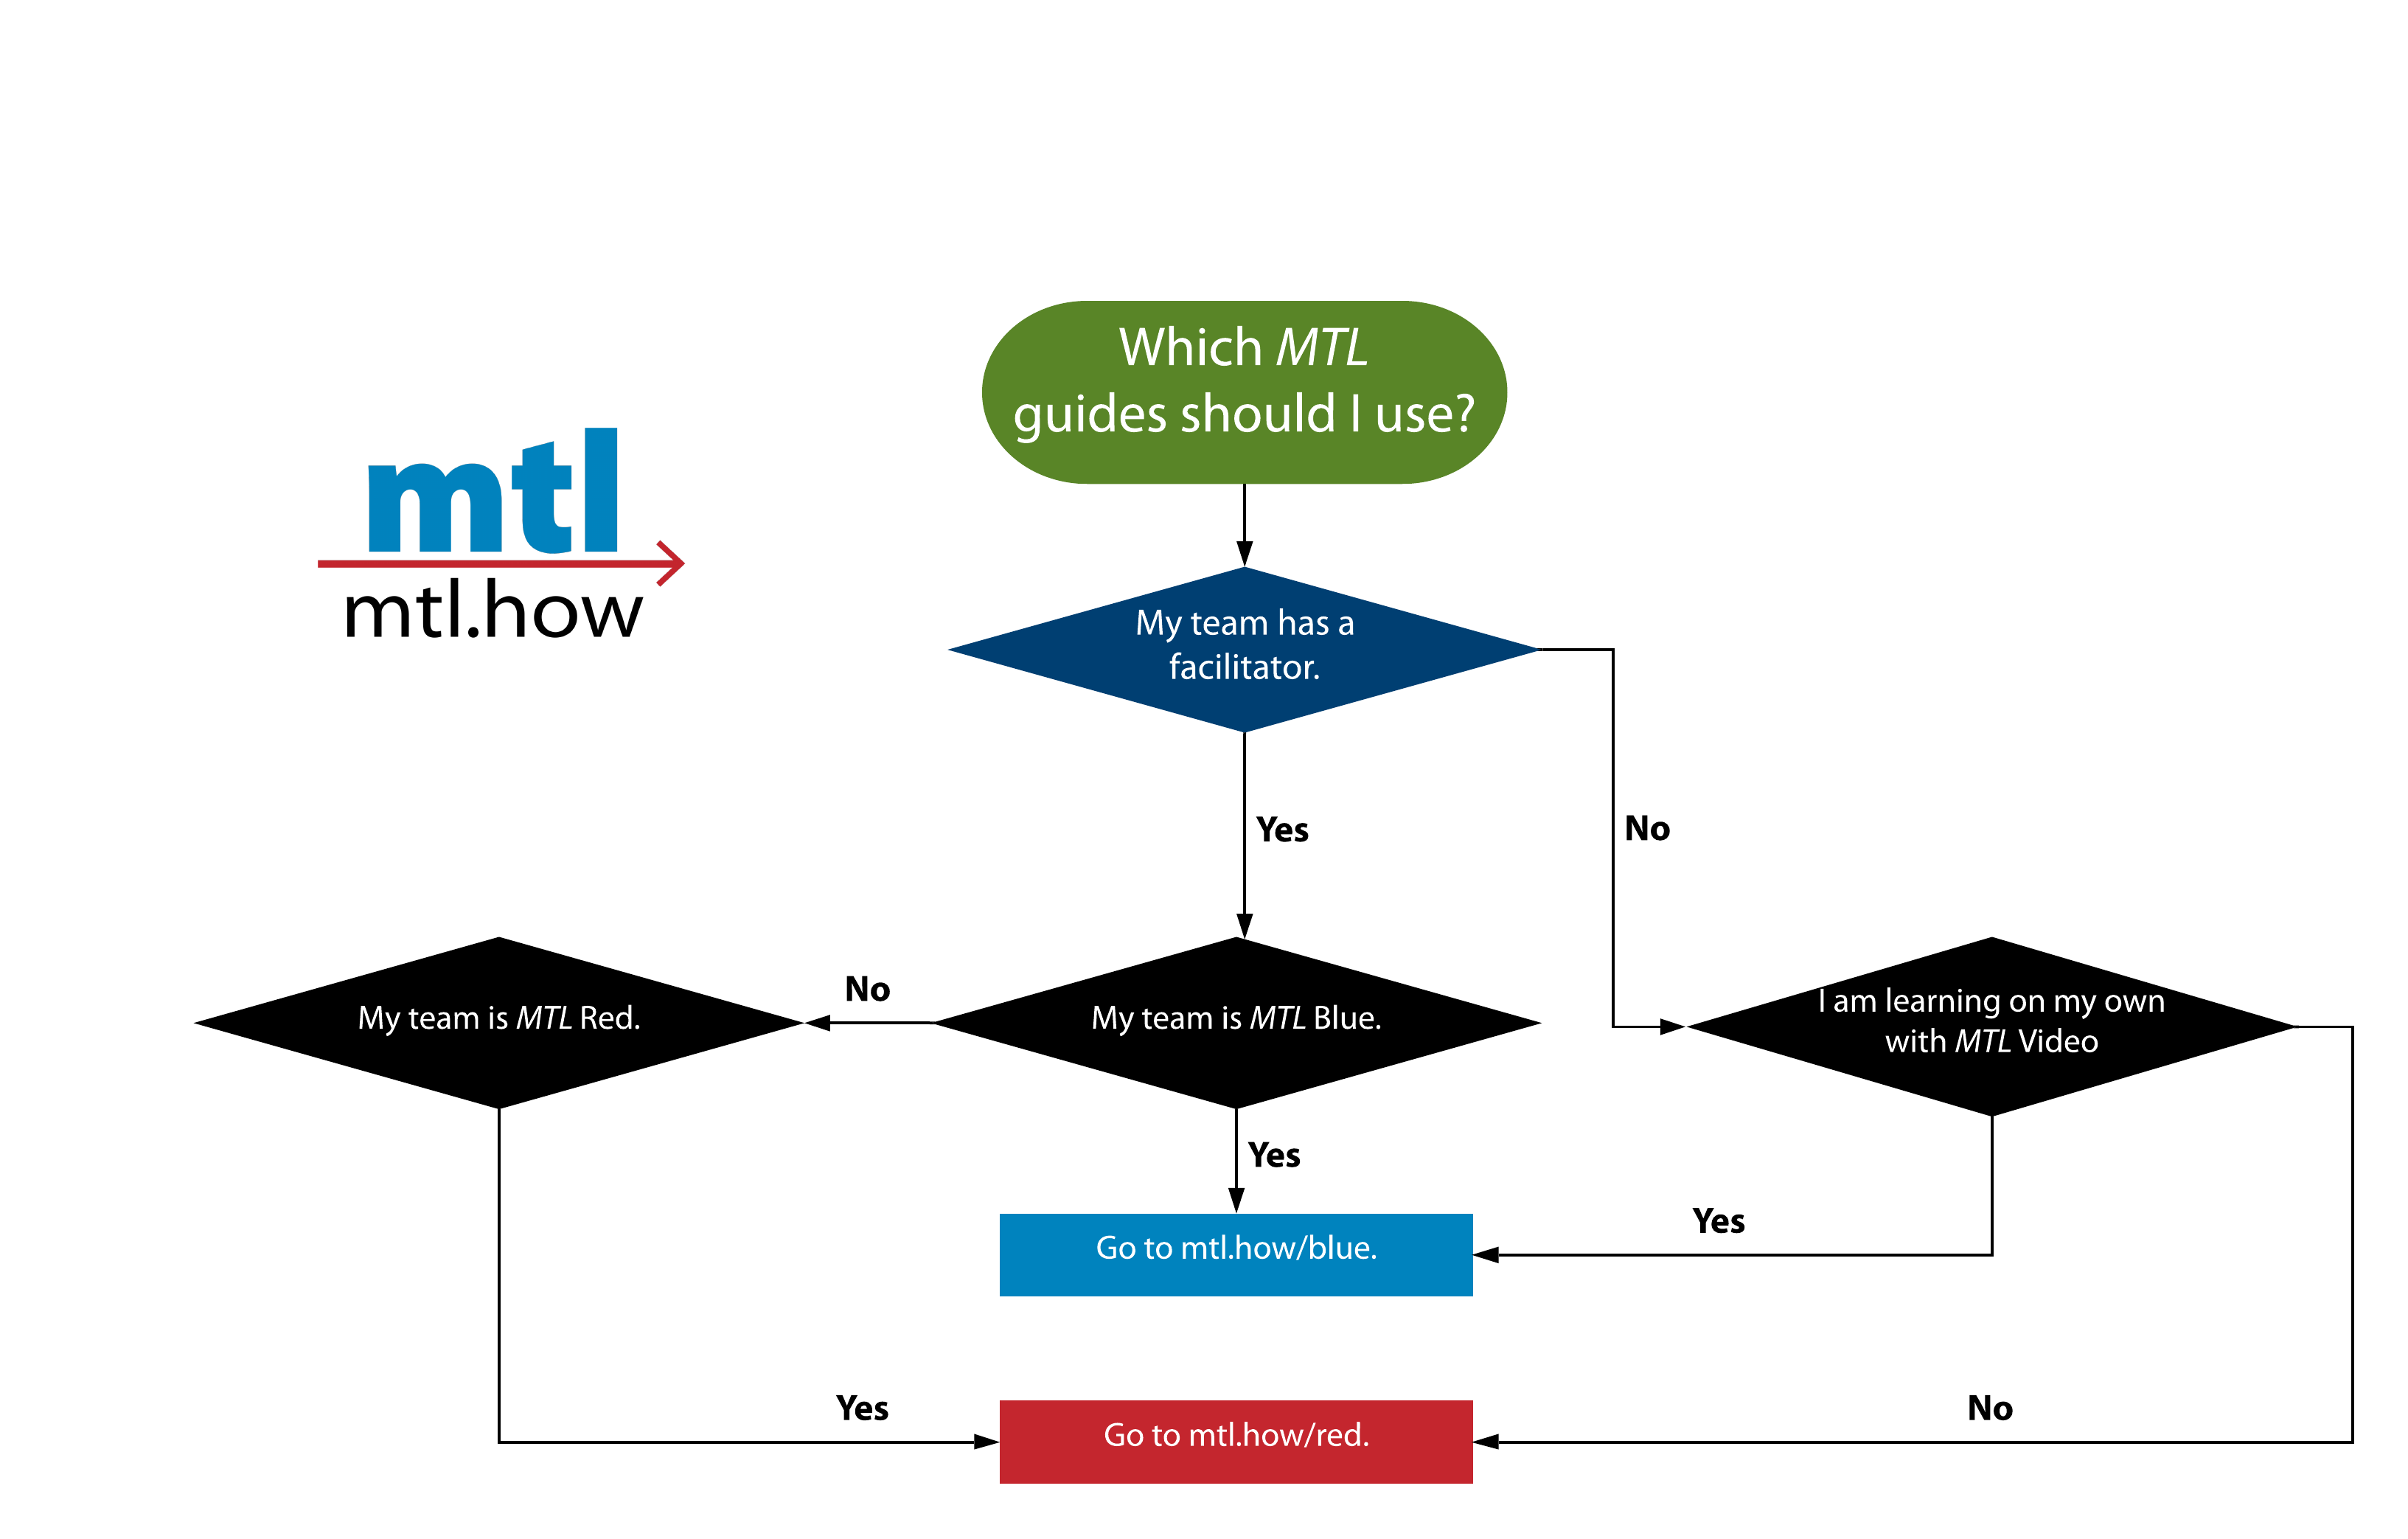 Which MTL
guides should I use?
mtl
mtl.how
My team has a
facilitator.
Yes
No
My team is MTL Red.
No
My team is MTL Blue.
I am learning on my own
with MTL Video
Yes
Yes
Go to mtl.how/blue.
Yes
No
Go to mtl.how/red.